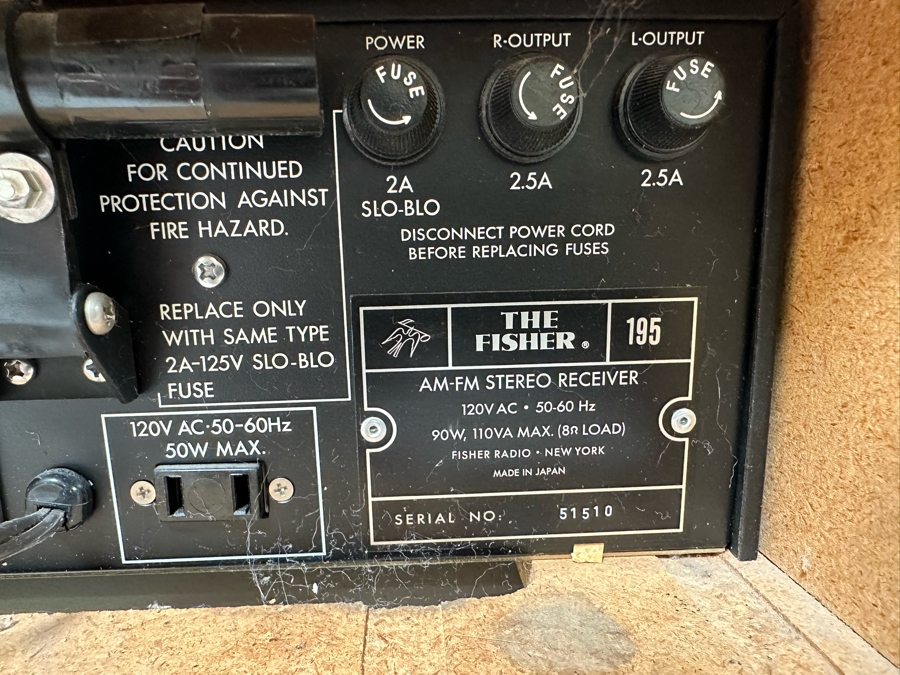 POWER
FUSE
2A
SLO-BLO
R-OUTPUT
FUSE
2.5A
L-OUTPUT
FUSE
2.5A
DISCONNECT POWER CORD
BEFORE REPLACING FUSES
CAUTION
FOR CONTINUED
PROTECTION AGAINST
FIRE HAZARD.
REPLACE ONLY
WITH SAME TYPE
2A-125V SLO-BLO
FUSE
120V AC·50-60Hz
50W MAX.
THE
FISHER ®
195
AM-FM STEREO RECEIVER
120V AC • 50-60 Hz
90W, 110VA MAX. (8Ω LOAD)
FISHER RADIO • NEW YORK
MADE IN JAPAN
SERIAL NO: 51510